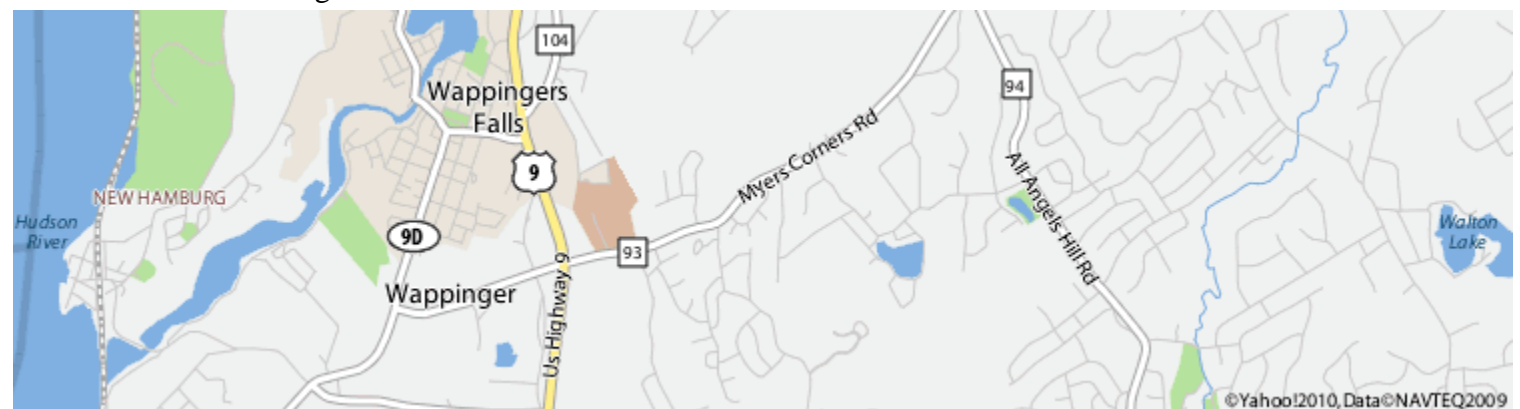 104
Wappingers
Falls
94
Myers Corners Rd
9
All Angels Hill Rd
NEW HAMBURG
Hudson
River
9D
Walton
Lake
93
Wappinger
Us Highway 9
©Yahoo!2010, Data©NAVTEQ2009